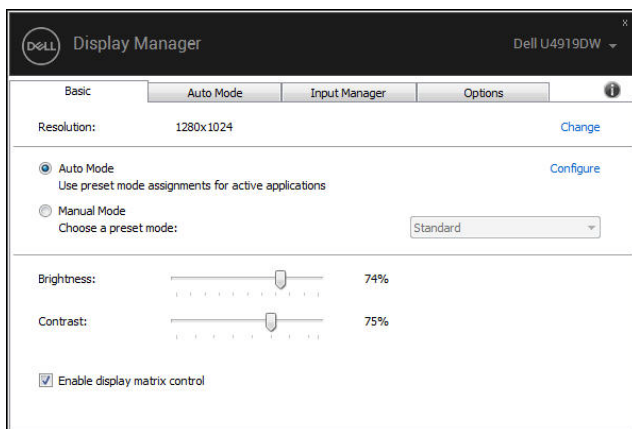 DELL Display Manager Dell U4919DW
x
Basic Auto Mode Input Manager Options i
Resolution: 1280x1024 Change
Auto Mode Configure
Use preset mode assignments for active applications
Manual Mode
Choose a preset mode: Standard
Brightness: 74%
Contrast: 75%
Enable display matrix control